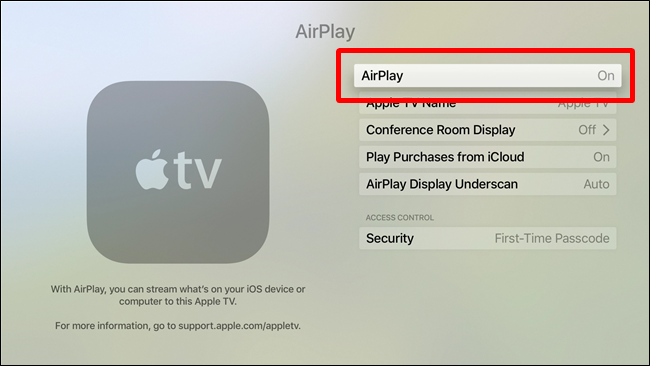 AirPlay
AirPlay On
Apple TV Name Apple TV
Conference Room Display Off
Play Purchases from iCloud On
AirPlay Display Underscan Auto
ACCESS CONTROL
Security First-Time Passcode
tv
With AirPlay, you can stream what's on your iOS device or
computer to this Apple TV.
For more information, go to support.apple.com/appletv.